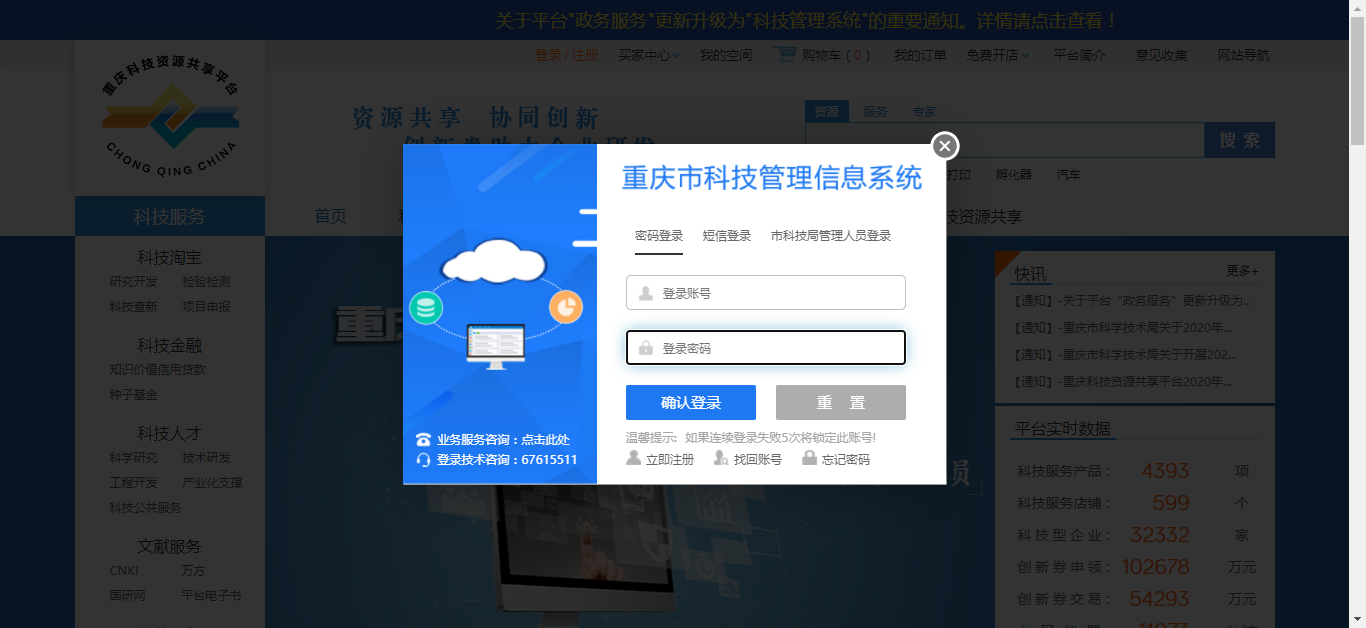 关于平台"政务服务"更新升级为"科技管理系统"的重要通知。详情请点击查看！
登录 / 注册 买家中心 我的空间 购物车（0） 我的订单 免费开店 平台简介 意见收集 网站导航
重庆科技资源共享平台
CHONG QING CHINA
资源共享 协同创新
创新券助力企业研发
资源 服务 专家
搜 索
打印 孵化器 汽车
科技服务
首页
技资源共享
科技淘宝
研究开发 检验检测
科技查新 项目申报
科技金融
知识价值信用贷款
种子基金
科技人才
科学研究 技术研发
工程开发 产业化支撑
科技公共服务
文献服务
CNKI 万方
国研网 平台电子书
重庆
员
重庆市科技管理信息系统
密码登录 短信登录 市科技局管理人员登录
登录账号
登录密码
确认登录 重 置
温馨提示: 如果连续登录失败5次将锁定此账号!
立即注册 找回账号 忘记密码
业务服务咨询：点击此处
登录技术咨询：67615511
快讯 更多+
【通知】-关于平台“政务服务”更新升级为...
【通知】-重庆市科学技术局关于2020年...
【通知】-重庆市科学技术局关于开展202...
【通知】-重庆科技资源共享平台2020年...
平台实时数据
科技服务产品： 4393 项
科技服务店铺： 599 个
科技型企业： 32332 家
创新券申领： 102678 万元
创新券交易： 54293 万元